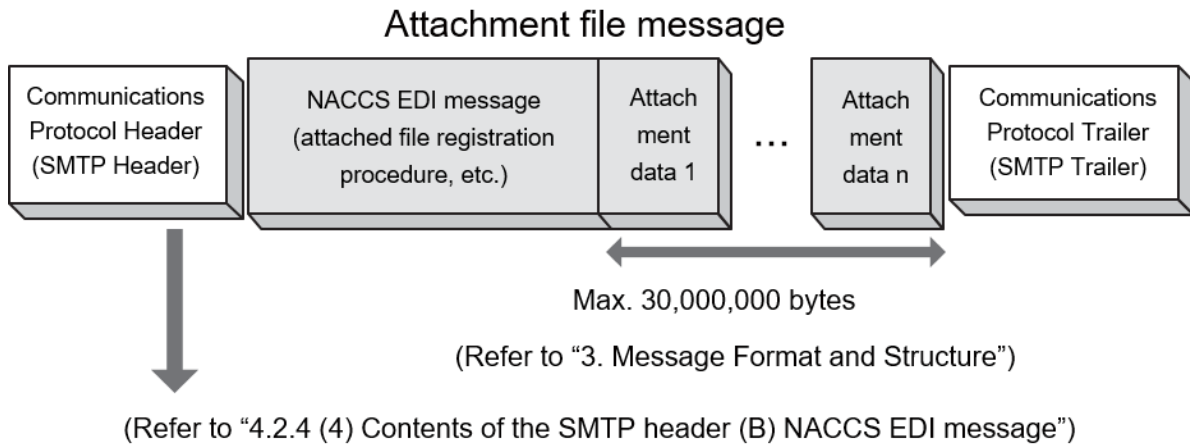 Attachment file message
Communications
Protocol Header
(SMTP Header)
NACCS EDI message
(attached file registration
procedure, etc.)
Attach
ment
data 1
...
Attach
ment
data n
Communications
Protocol Trailer
(SMTP Trailer)
Max. 30,000,000 bytes
(Refer to “3. Message Format and Structure”)
(Refer to “4.2.4 (4) Contents of the SMTP header (B) NACCS EDI message”)